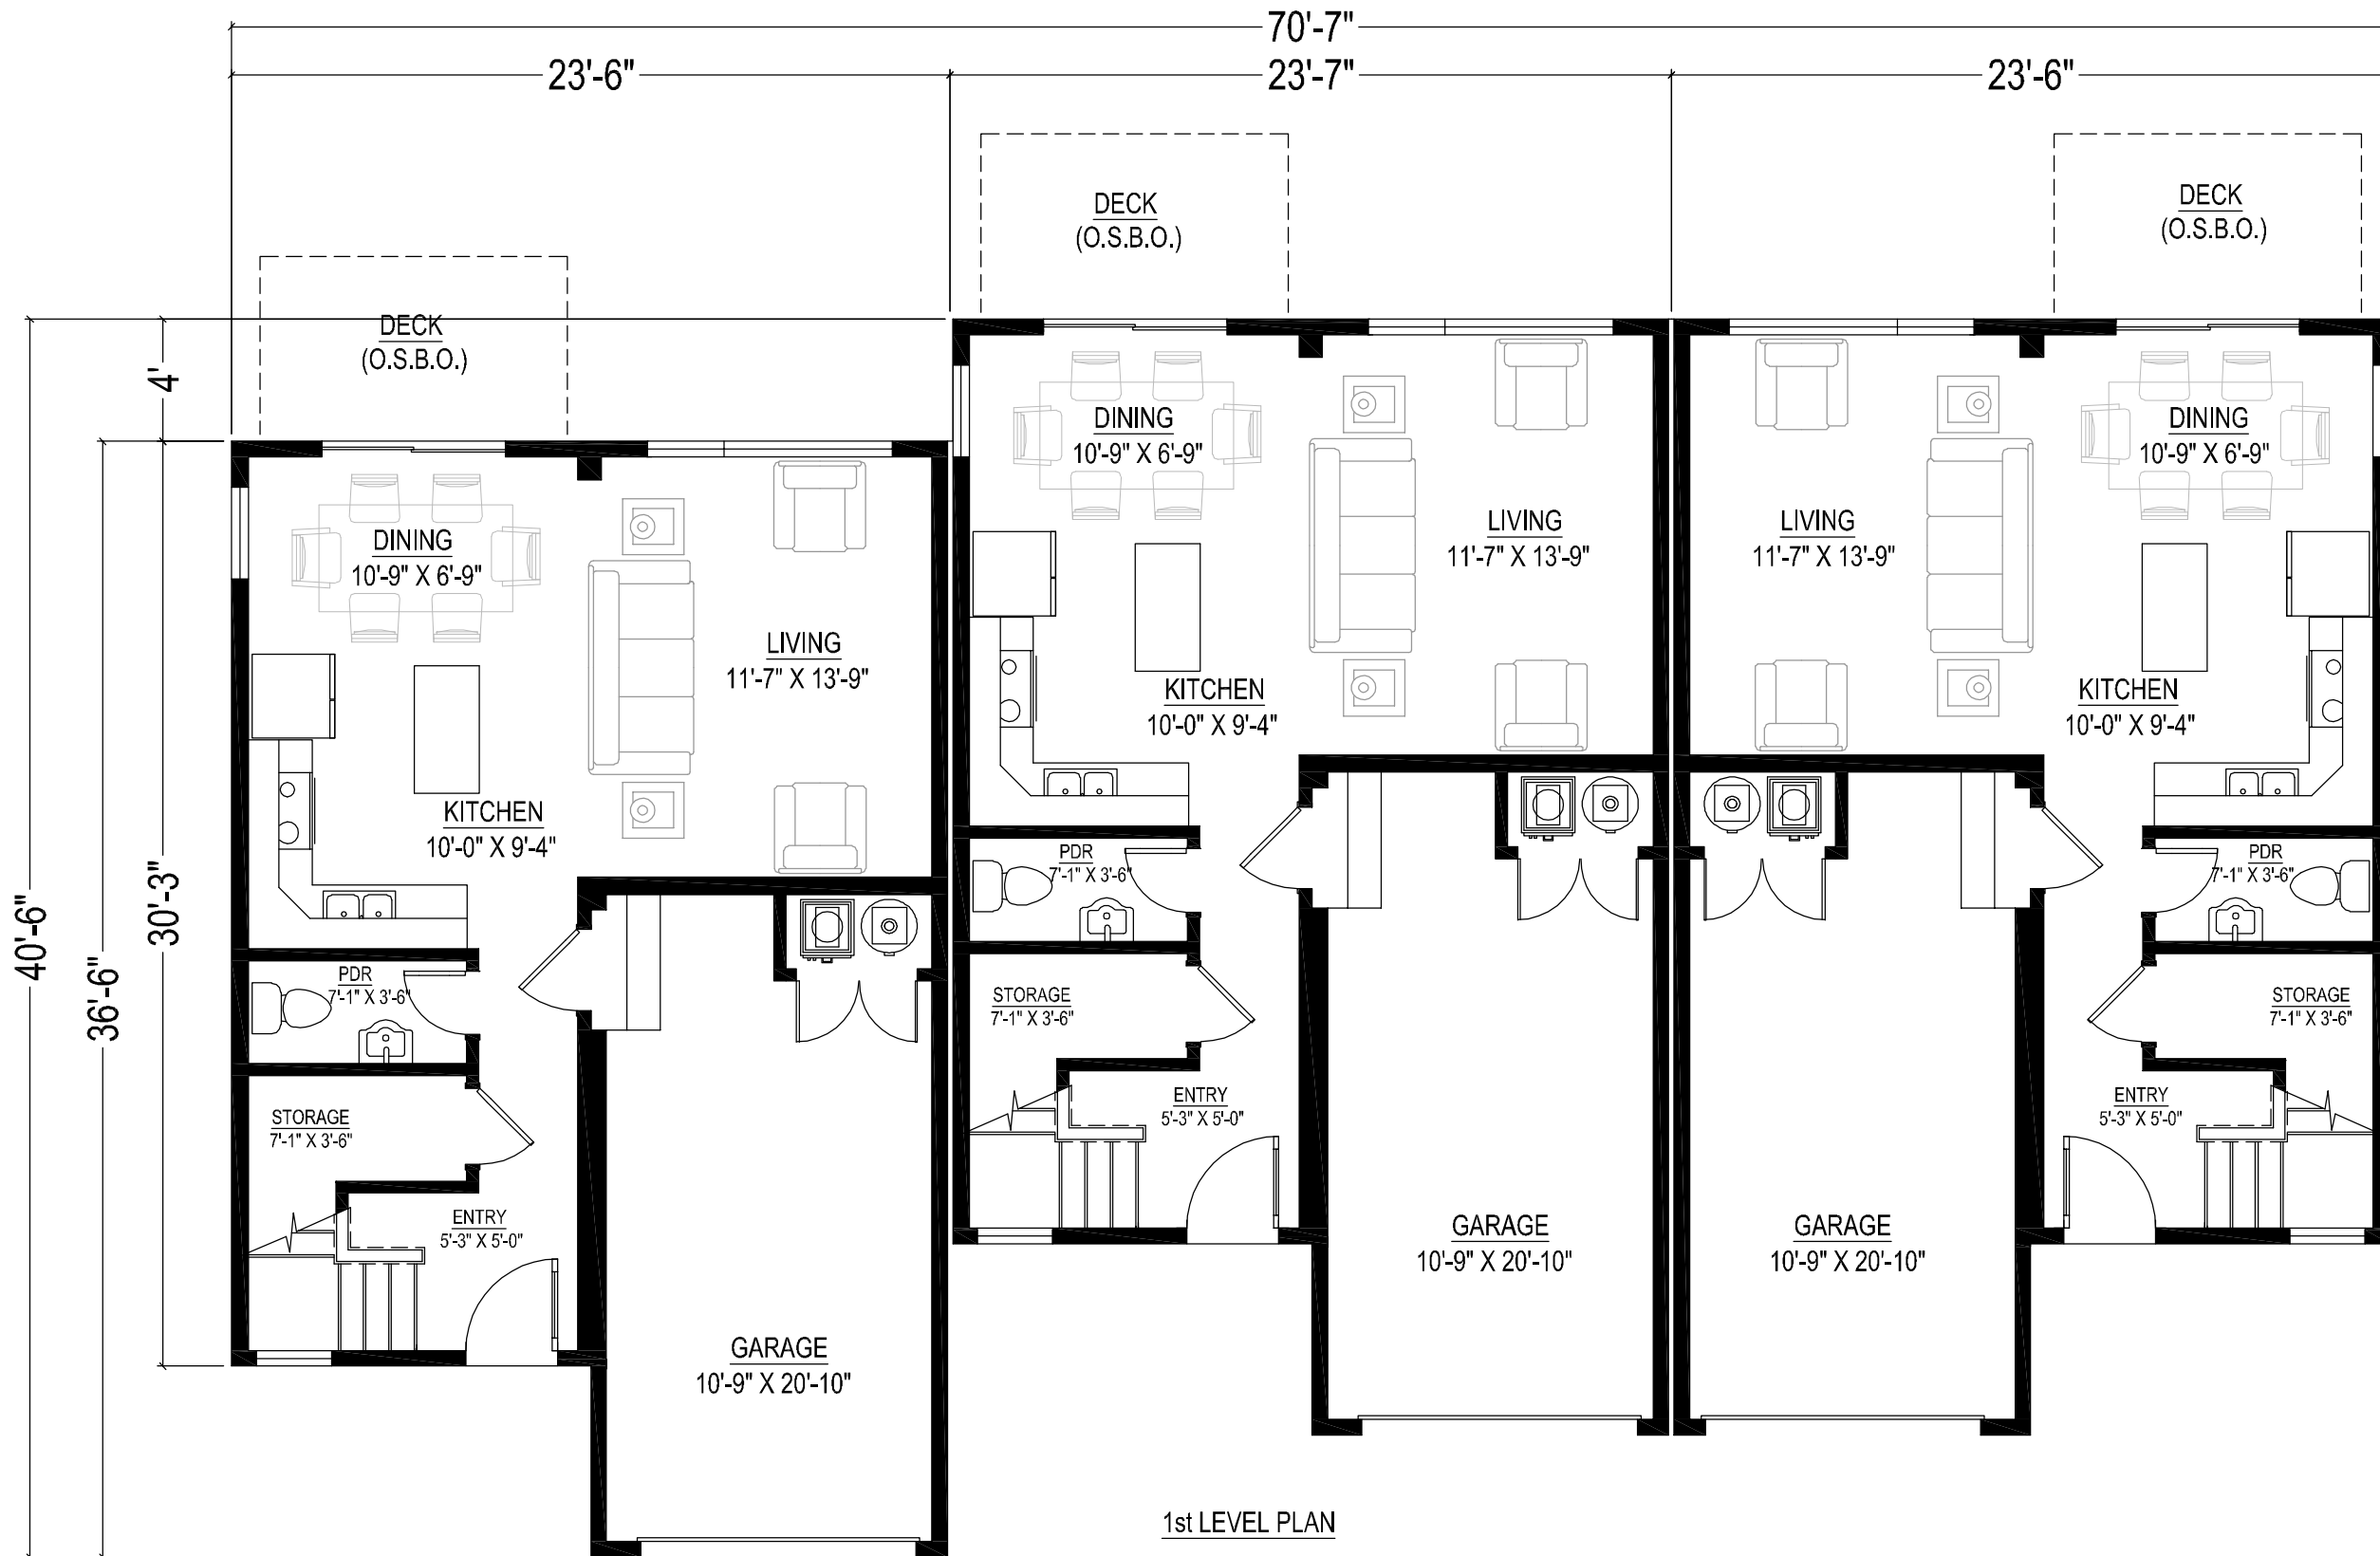 70'-7"
23'-6"
23'-7"
23'-6"
DECK
(O.S.B.O.)
DECK
(O.S.B.O.)
DECK
(O.S.B.O.)
4'
40'-6"
36'-6"
30'-3"
DINING
10'-9" X 6'-9"
LIVING
11'-7" X 13'-9"
KITCHEN
10'-0" X 9'-4"
PDR
7'-1" X 3'-6"
STORAGE
7'-1" X 3'-6"
ENTRY
5'-3" X 5'-0"
GARAGE
10'-9" X 20'-10"
DINING
10'-9" X 6'-9"
LIVING
11'-7" X 13'-9"
KITCHEN
10'-0" X 9'-4"
PDR
7'-1" X 3'-6"
STORAGE
7'-1" X 3'-6"
ENTRY
5'-3" X 5'-0"
GARAGE
10'-9" X 20'-10"
LIVING
11'-7" X 13'-9"
DINING
10'-9" X 6'-9"
KITCHEN
10'-0" X 9'-4"
PDR
7'-1" X 3'-6"
STORAGE
7'-1" X 3'-6"
ENTRY
5'-3" X 5'-0"
GARAGE
10'-9" X 20'-10"
1st LEVEL PLAN